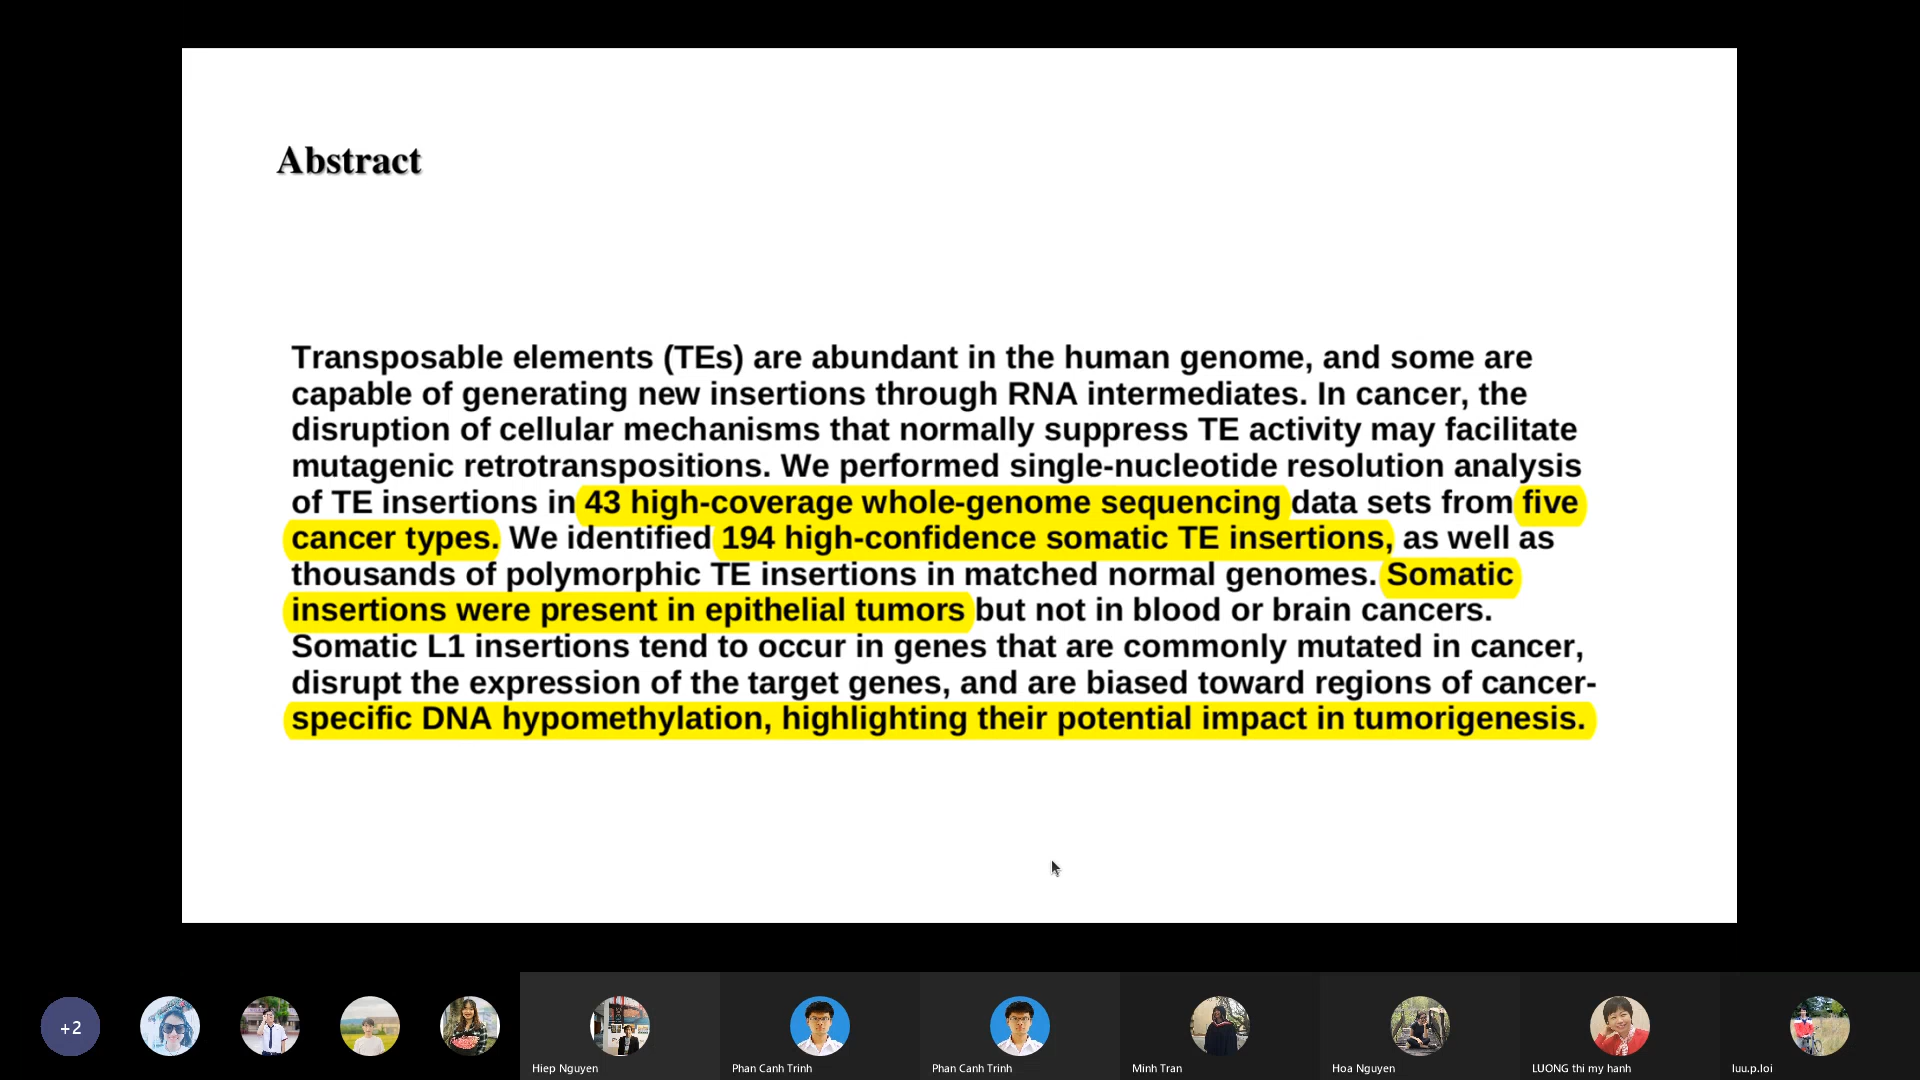 Abstract
Transposable elements (TEs) are abundant in the human genome, and some are
capable of generating new insertions through RNA intermediates. In cancer, the
disruption of cellular mechanisms that normally suppress TE activity may facilitate
mutagenic retrotranspositions. We performed single-nucleotide resolution analysis
of TE insertions in 43 high-coverage whole-genome sequencing data sets from five
cancer types. We identified 194 high-confidence somatic TE insertions, as well as
thousands of polymorphic TE insertions in matched normal genomes. Somatic
insertions were present in epithelial tumors but not in blood or brain cancers.
Somatic L1 insertions tend to occur in genes that are commonly mutated in cancer,
disrupt the expression of the target genes, and are biased toward regions of cancer-
specific DNA hypomethylation, highlighting their potential impact in tumorigenesis.
+2
Hiep Nguyen
Phan Canh Trinh
Phan Canh Trinh
Minh Tran
Hoa Nguyen
LUONG thi my hanh
luu.p.loi